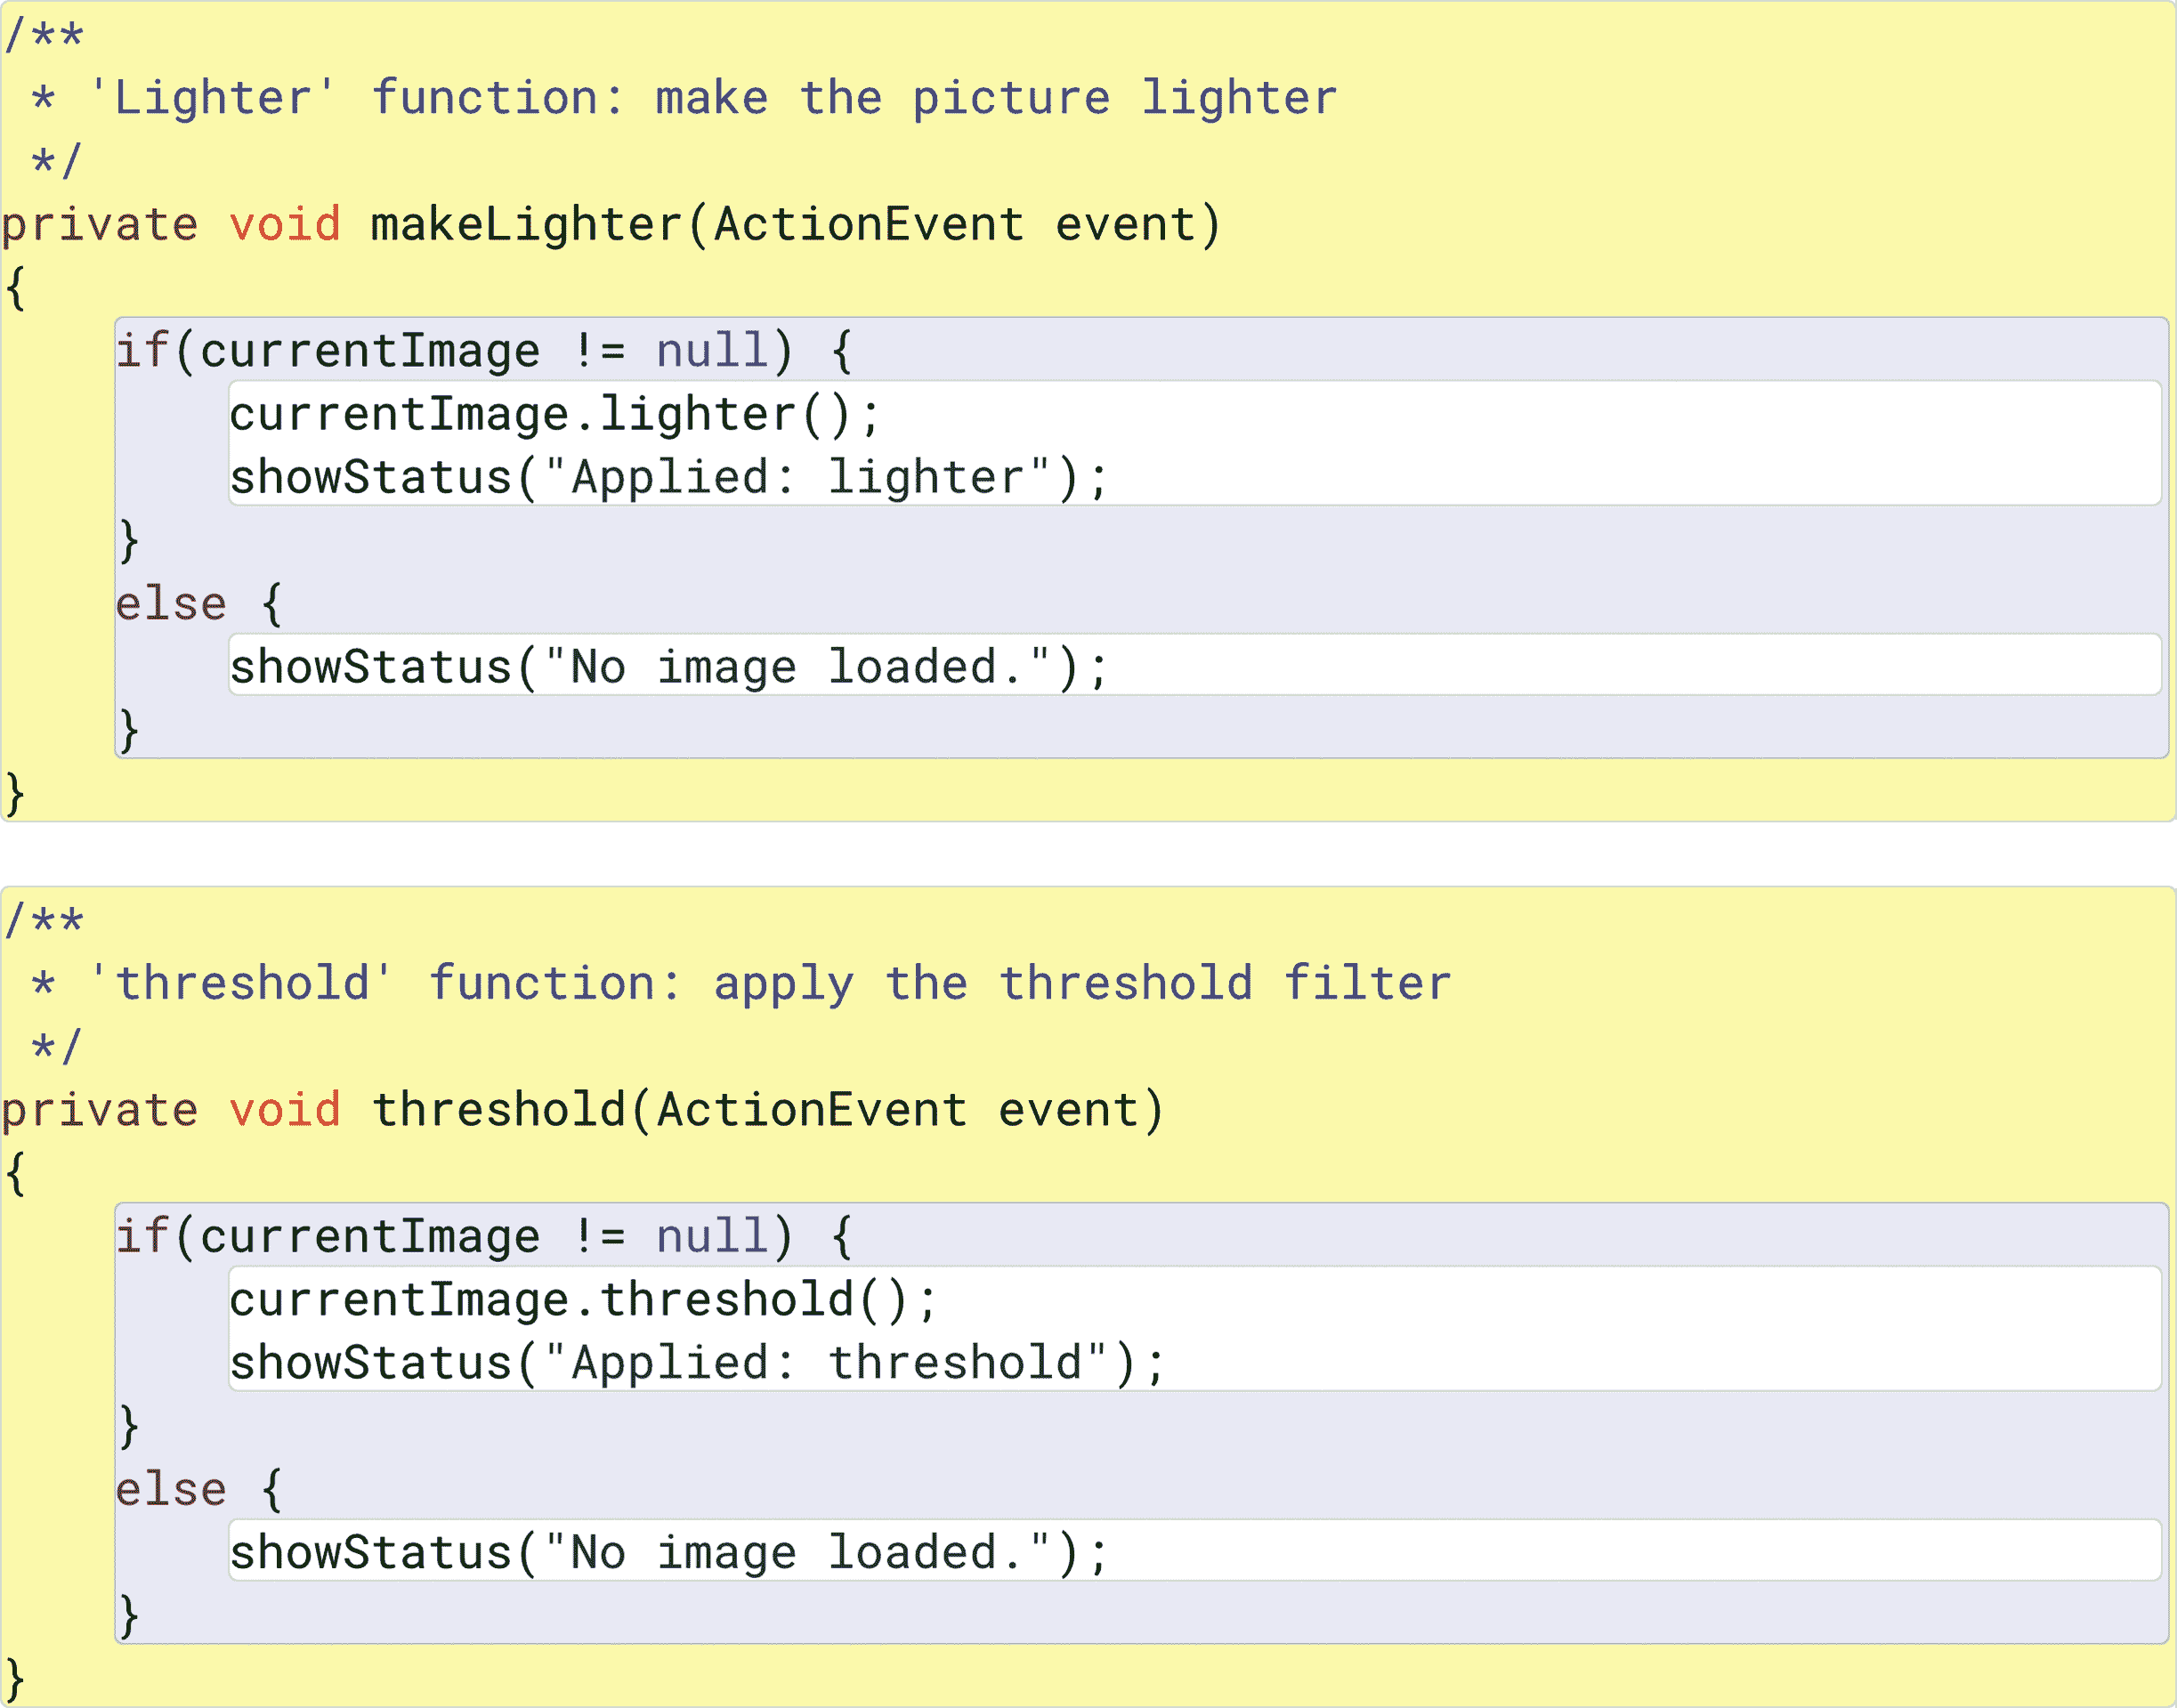 /**
 * 'Lighter' function: make the picture lighter
 */
private void makeLighter(ActionEvent event)
{
    if(currentImage != null) {
        currentImage.lighter();
        showStatus("Applied: lighter");
    }
    else {
        showStatus("No image loaded.");
    }
}

/**
 * 'threshold' function: apply the threshold filter
 */
private void threshold(ActionEvent event)
{
    if(currentImage != null) {
        currentImage.threshold();
        showStatus("Applied: threshold");
    }
    else {
        showStatus("No image loaded.");
    }
}